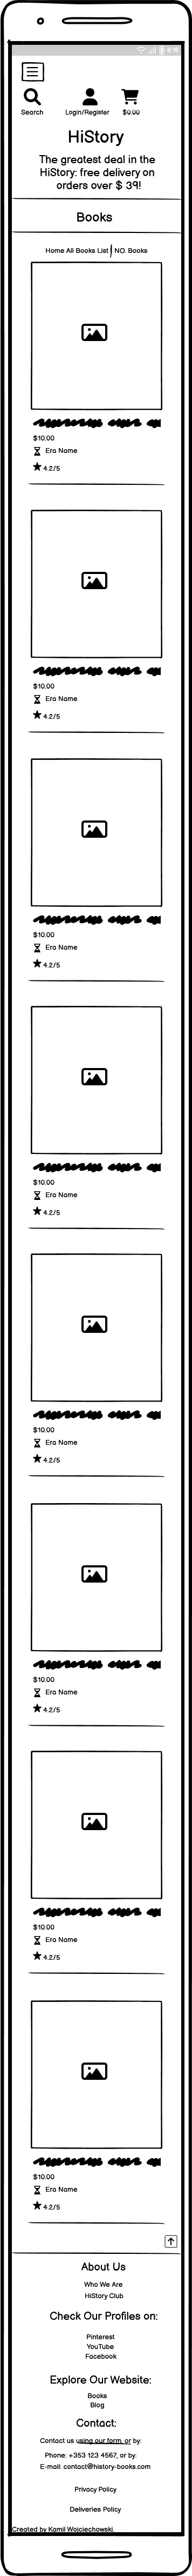 8:18
Search
Login/Register
$0.00
HiStory
The greatest deal in the
HiStory: free delivery on
orders over $ 39!
Books
Home All Books List | NO. Books
$10.00
Era Name
4.2/5
$10.00
Era Name
4.2/5
$10.00
Era Name
4.2/5
$10.00
Era Name
4.2/5
$10.00
Era Name
4.2/5
$10.00
Era Name
4.2/5
$10.00
Era Name
4.2/5
$10.00
Era Name
4.2/5
About Us
Who We Are
HiStory Club
Check Our Profiles on:
Pinterest
YouTube
Facebook
Explore Our Website:
Books
Blog
Contact:
Contact us using our form, or by:
Phone: +353 123 4567, or by:
E-mail: contact@history-books.com
Privacy Policy
Deliveries Policy
Created by Kamil Wojciechowski.